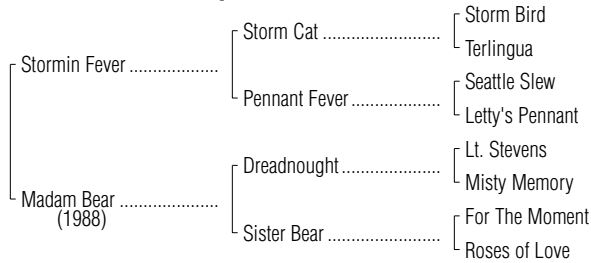 Storm Bird
Storm Cat ....................
Terlingua
Stormin Fever ...................
Seattle Slew
Pennant Fever ...............
Letty's Pennant
Lt. Stevens
Dreadnought .................
Misty Memory
Madam Bear .....................
(1988)
For The Moment
Sister Bear ...................
Roses of Love